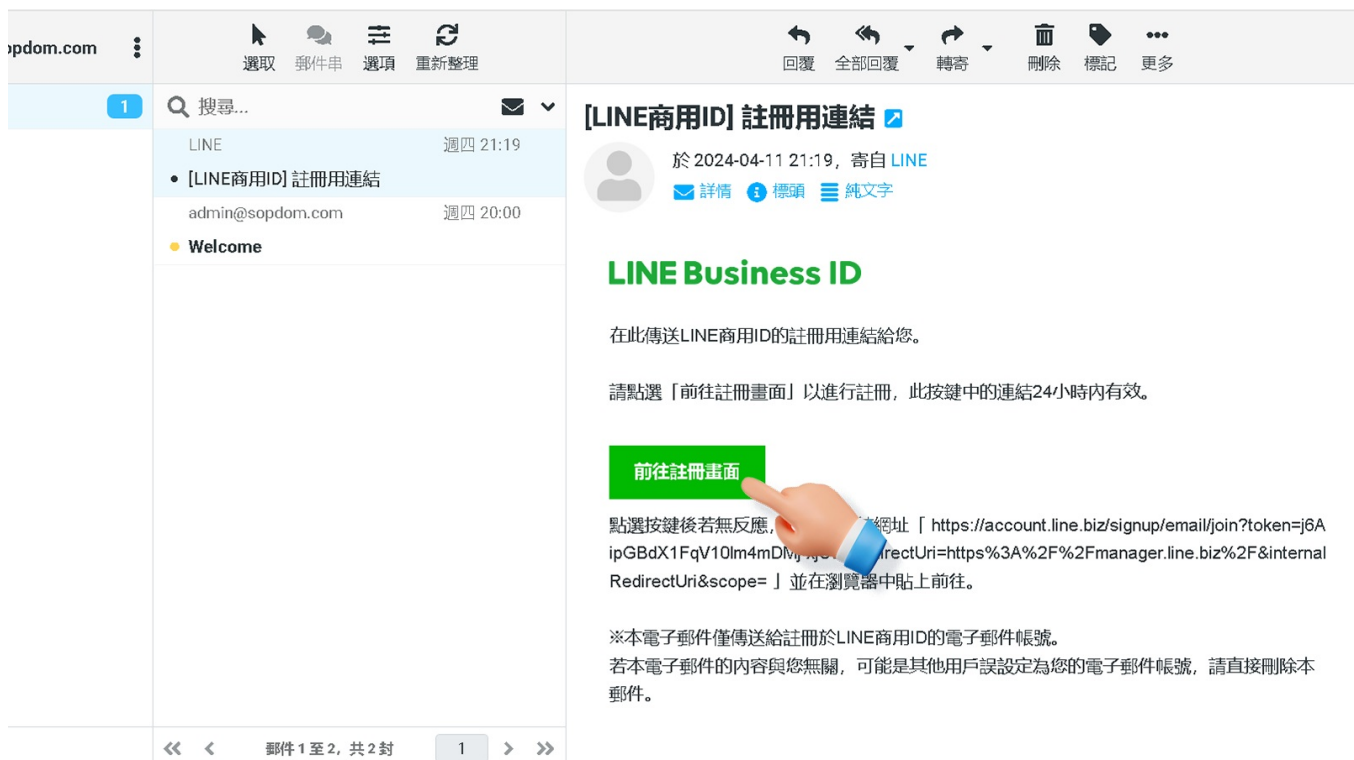 opdom.com
選取 郵件串 選項 重新整理
回覆 全部回覆 轉寄 刪除 標記 更多
1
搜尋...
LINE 週四 21:19
[LINE商用ID] 註冊用連結
admin@sopdom.com 週四 20:00
Welcome
郵件 1 至 2, 共 2 封 1
[LINE商用ID] 註冊用連結
於 2024-04-11 21:19, 寄自 LINE
詳情 標頭 純文字
LINE Business ID
在此傳送LINE商用ID的註冊用連結給您。
請點選「前往註冊畫面」以進行註冊，此按鍵中的連結24小時內有效。
前往註冊畫面
點選按鍵後若無反應, 網址「 https://account.line.biz/signup/email/join?token=j6A
ipGBdX1FqV10lm4mDM rectUri=https%3A%2F%2Fmanager.line.biz%2F&internal
RedirectUri&scope= 」並在瀏覽器中貼上前往。
※本電子郵件僅傳送給註冊於LINE商用ID的電子郵件帳號。
若本電子郵件的內容與您無關，可能是其他用戶誤設定為您的電子郵件帳號，請直接刪除本
郵件。